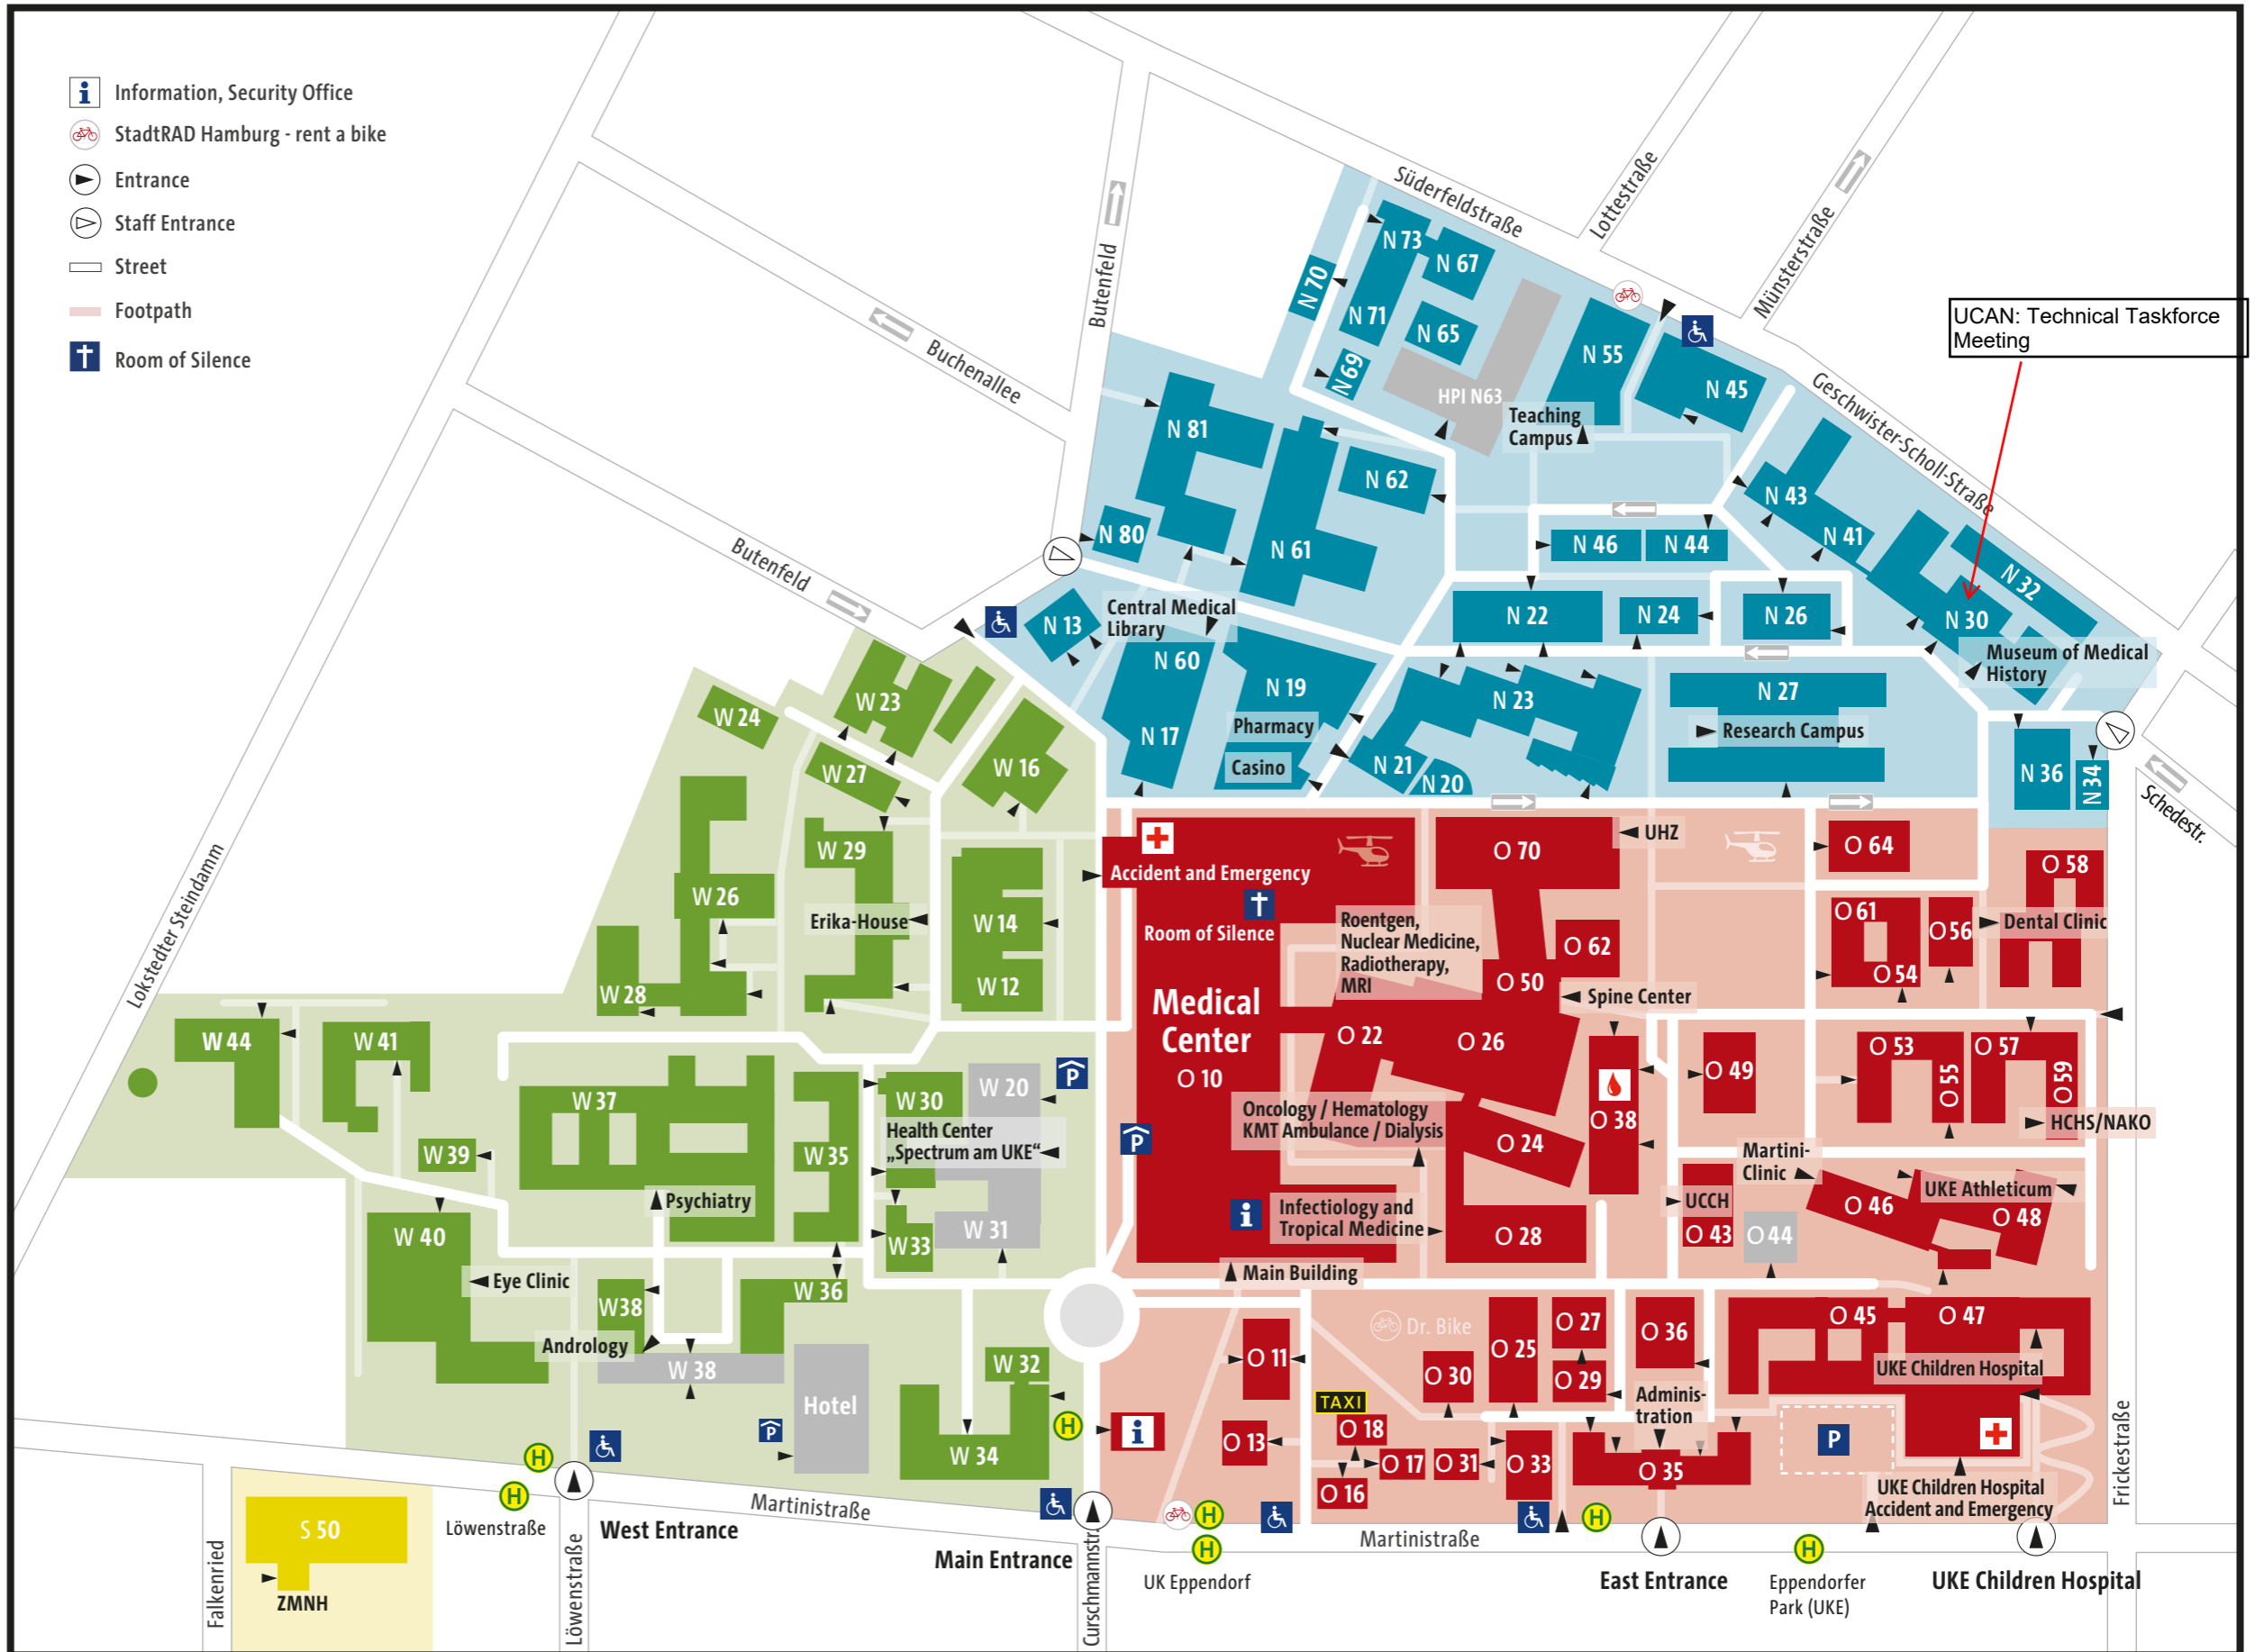 Information, Security Office
StadtRAD Hamburg - rent a bike
Entrance
Staff Entrance
Street
Footpath
Room of Silence
Süderfeldstraße
Lottestraße
Münsterstraße
Butenfeld
Buchenallee
Butenfeld
Geschwister-Scholl-Straße
Lokstedter Steindamm
Schedestr.
UCAN: Technical Taskforce
Meeting
N 73
N 67
N 70
N 71
N 65
N 69
HPI N63
N 55
N 45
Teaching
Campus
N 81
N 62
N 43
N 41
N 80
N 61
N 46
N 44
N 32
N 13
Central Medical
Library
N 22
N 24
N 26
N 30
Museum of Medical
History
N 60
N 19
N 23
N 27
Pharmacy
N 17
Research Campus
Casino
N 21
N 20
N 36
N 34
W 23
W 24
W 27
W 16
W 29
W 26
Erika-House
W 14
W 12
W 28
W 44
W 41
W 37
W 30
W 20
Health Center
„Spectrum am UKE“
W 39
W 35
Psychiatry
W 40
W 33
W 31
Eye Clinic
W 38
W 36
Andrology
W 38
W 32
Hotel
W 34
P
P
P
Accident and Emergency
Room of Silence
Medical
Center
O 10
O 70
UHZ
O 64
O 58
Roentgen,
Nuclear Medicine,
Radiotherapy,
MRI
O 62
O 61
O 56
Dental Clinic
O 54
O 50
Spine Center
O 22
O 26
O 49
O 53
O 57
O 55
O 59
HCHS/NAKO
Oncology / Hematology
KMT Ambulance / Dialysis
O 24
O 38
Martini-
Clinic
UCCH
UKE Athleticum
O 46
O 48
i
Infectiology and
Tropical Medicine
O 28
O 43
O 44
Main Building
Dr. Bike
O 11
O 25
O 27
O 36
O 45
O 47
O 30
O 29
UKE Children Hospital
Adminis-
tration
TAXI
O 18
O 13
O 17
O 31
O 33
O 35
O 16
P
i
UKE Children Hospital
Accident and Emergency
H
H
H
H
H
H
H
Frickestraße
S 50
ZMNH
Falkenried
Löwenstraße
Löwenstraße
West Entrance
Martinistraße
Main Entrance
Curschmannstr.
UK Eppendorf
Martinistraße
East Entrance
Eppendorfer
Park (UKE)
UKE Children Hospital